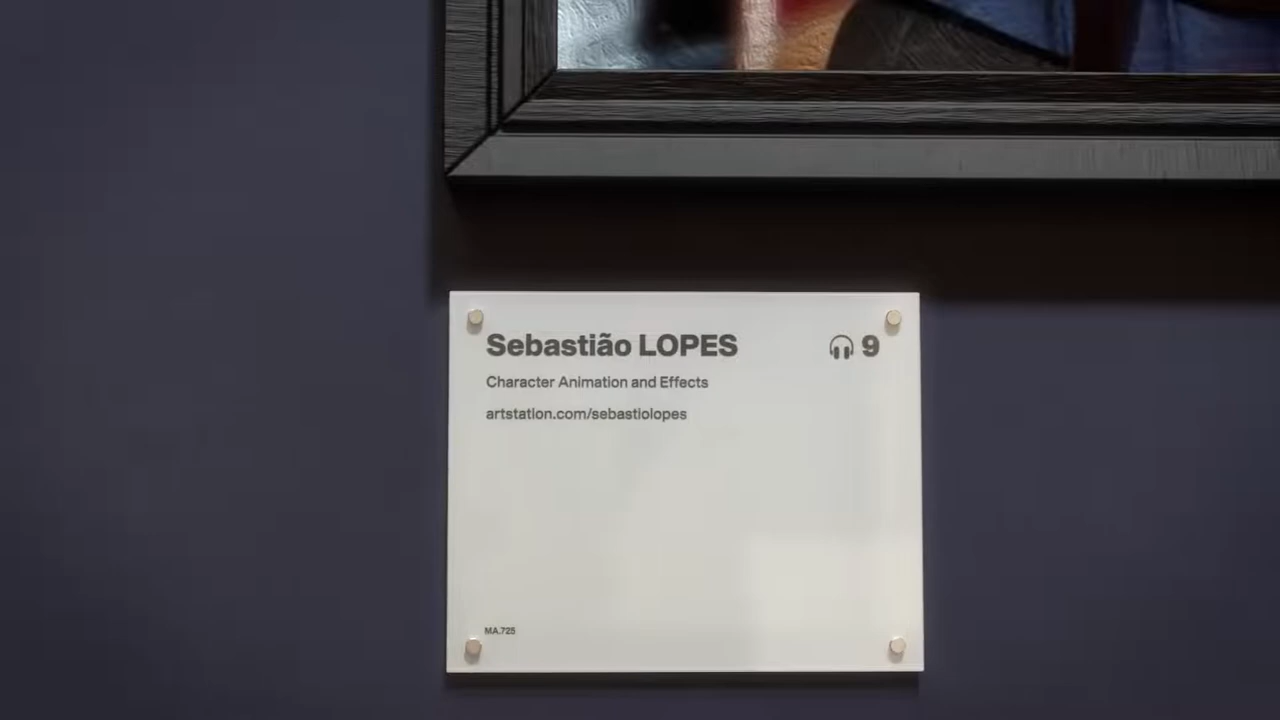 Sebastião LOPES 9
Character Animation and Effects
artstation.com/sebastiolopes
MA.725